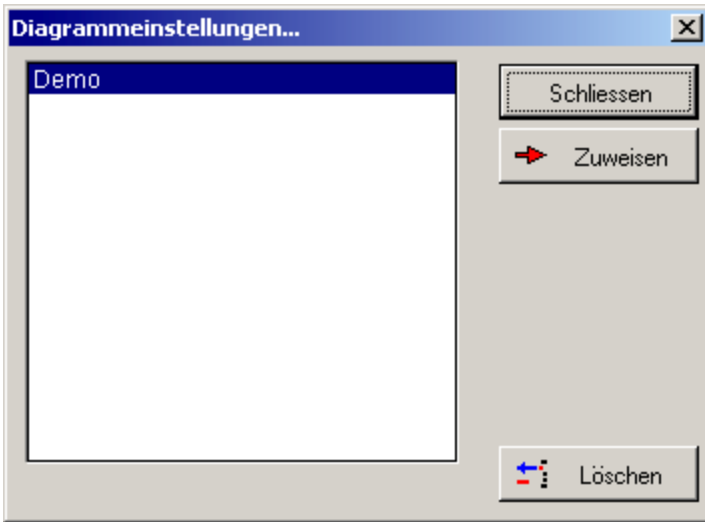 Diagrammeinstellungen...
Demo
Schliessen
Zuweisen
Löschen